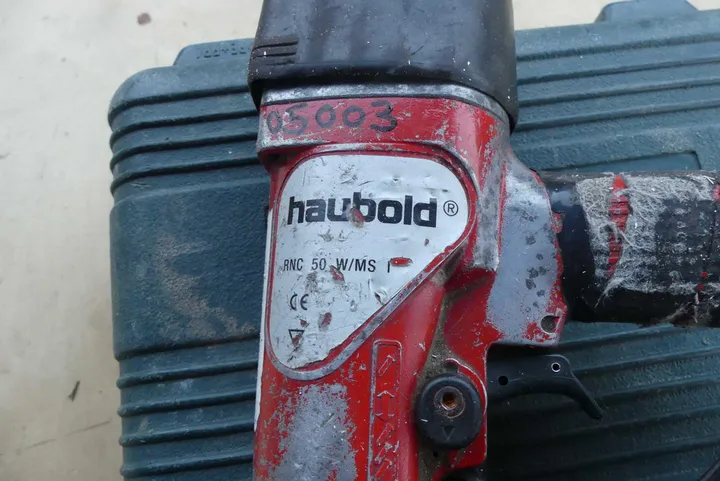 05003
haubold®
RNC 50 W/MS I
CE